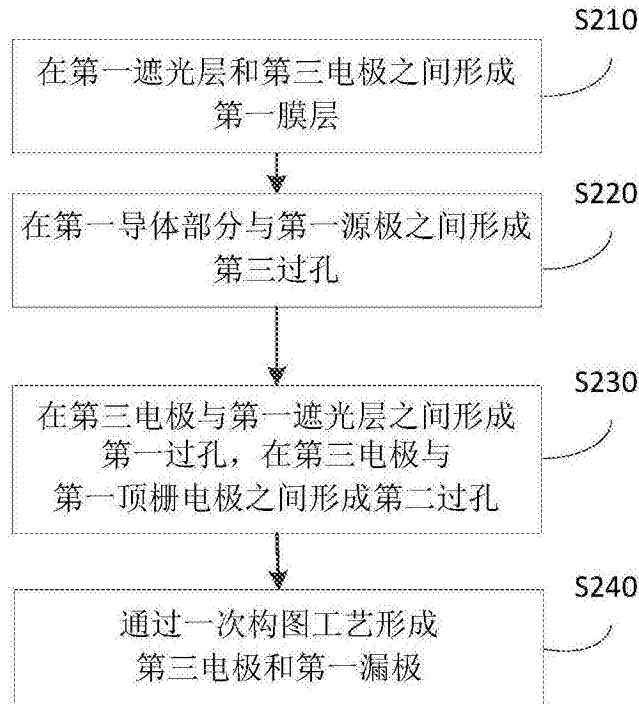 S210
在第一遮光层和第三电极之间形成
第一膜层
S220
在第一导体部分与第一源极之间形成
第三过孔
S230
在第三电极与第一遮光层之间形成
第一过孔，在第三电极与
第一顶栅电极之间形成第二过孔
S240
通过一次构图工艺形成
第三电极和第一漏极